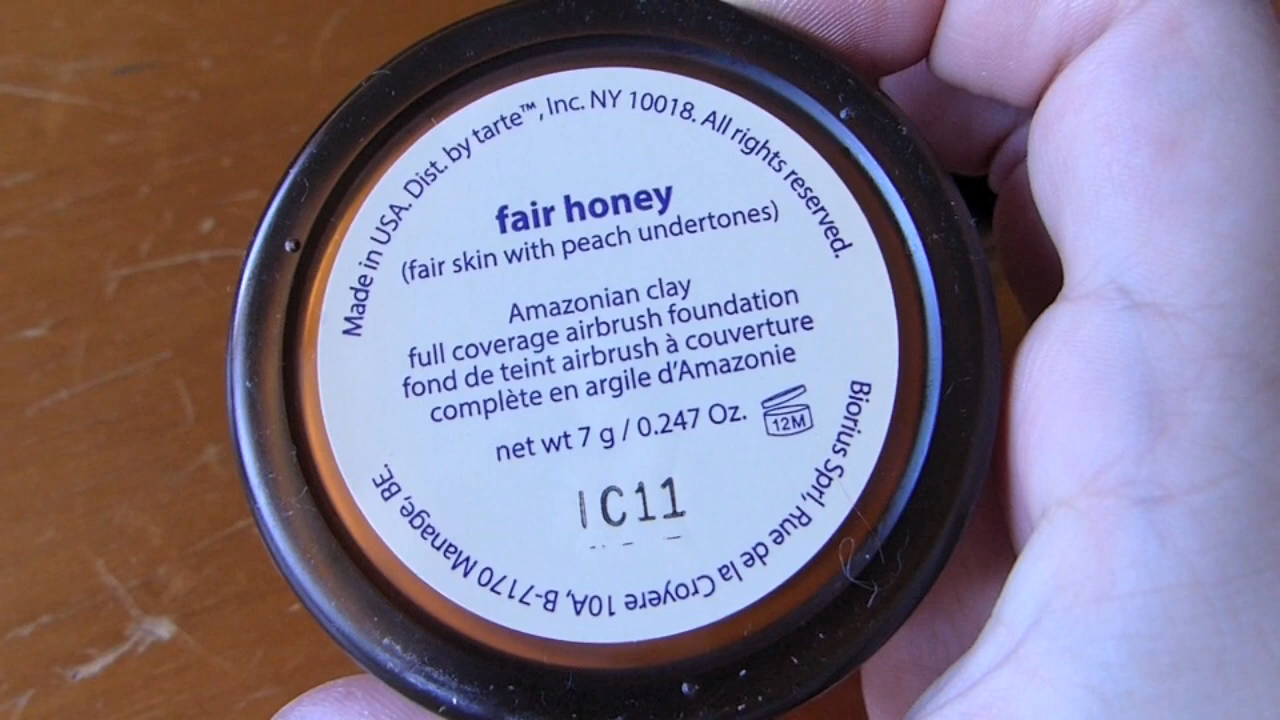 Made in USA. Dist. by tarte™, Inc. NY 10018. All rights reserved.
fair honey
(fair skin with peach undertones)
Amazonian clay
full coverage airbrush foundation
fond de teint airbrush à couverture
complète en argile d'Amazonie
net wt 7 g / 0.247 Oz.
12M
IC11
Biorius Sprl, Rue de la Croyere 10A, B-7170 Manage, BE.